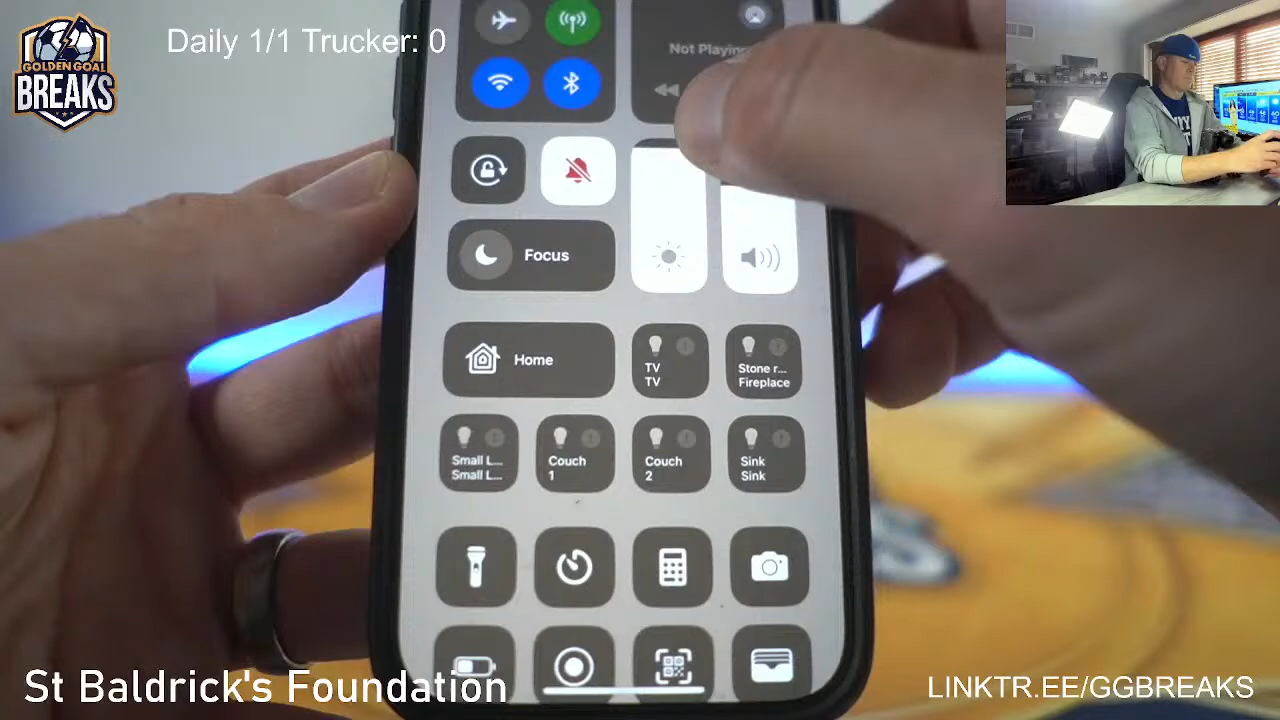 GOLDEN GOAL
BREAKS
Daily 1/1 Trucker: 0
Not Playing
Focus
Home
TV
TV
Stone r...
Fireplace
Small L...
Small L...
Couch
1
Couch
2
Sink
Sink
St Baldrick's Foundation
LINKTR.EE/GGBREAKS